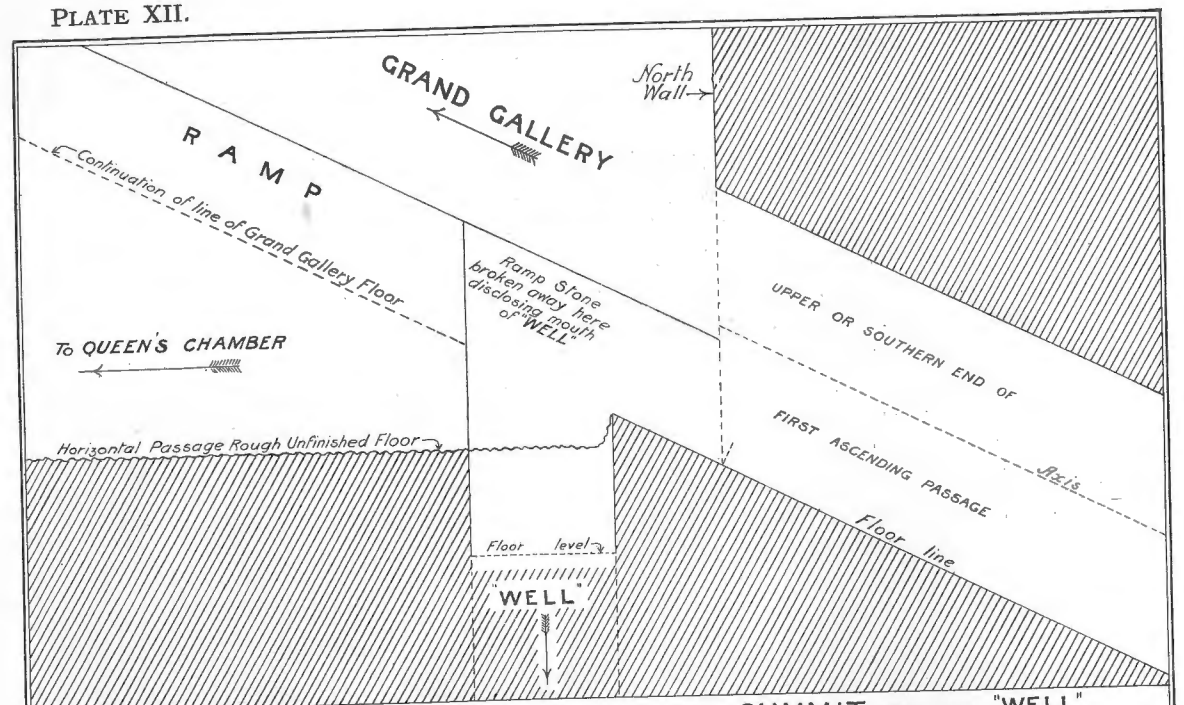 PLATE XII.
GRAND GALLERY
North
Wall
RAMP
Continuation of line of Grand Gallery Floor
Ramp Stone
broken away here
disclosing mouth
of "WELL"
UPPER OR SOUTHERN END OF
To QUEEN'S CHAMBER
FIRST ASCENDING PASSAGE
Axis
Horizontal Passage Rough Unfinished Floor
Floor line
Floor level
"WELL"
SUMMIT "WELL"